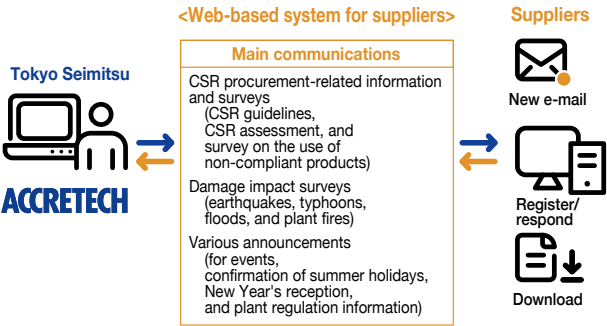 <Web-based system for suppliers>
Suppliers
Main communications
Tokyo Seimitsu
ACCRETECH
CSR procurement-related information
and surveys
(CSR guidelines,
CSR assessment, and
survey on the use of
non-compliant products)
Damage impact surveys
(earthquakes, typhoons,
floods, and plant fires)
Various announcements
(for events,
confirmation of summer holidays,
New Year's reception,
and plant regulation information)
New e-mail
Register/
respond
Download